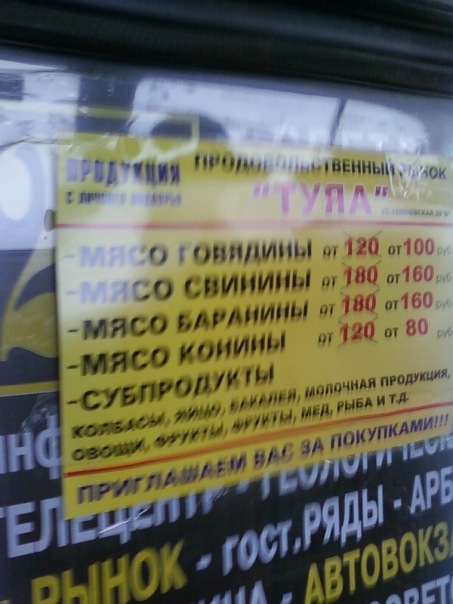 ПРОДУКЦИЯ
С ЛИЧНОГО ПОДВОРЬЯ
ПРОДОВОЛЬСТВЕННЫЙ РЫНОК
"ТУЯА"
-МЯСО ГОВЯДИНЫ от 120 от 100 руб
-МЯСО СВИНИНЫ от 180 от 160 руб
-МЯСО БАРАНИНЫ от 180 от 160 руб
-МЯСО КОНИНЫ от 120 от 80 руб
-СУБПРОДУКТЫ
КОЛБАСЫ, ЯЙЦО, БАКАЛЕЯ, МОЛОЧНАЯ ПРОДУКЦИЯ,
ОВОЩИ, ФРУКТЫ, ФРУКТЫ, МЕД, РЫБА И Т.Д.
ПРИГЛАШАЕМ ВАС ЗА ПОКУПКАМИ!!!
ТЕЛЕЦЕНТР - ГЕОЛОГИЧЕСК
РЫНОК - ГОСТ.РЯДЫ - АРБ
АВТОВОКЗ